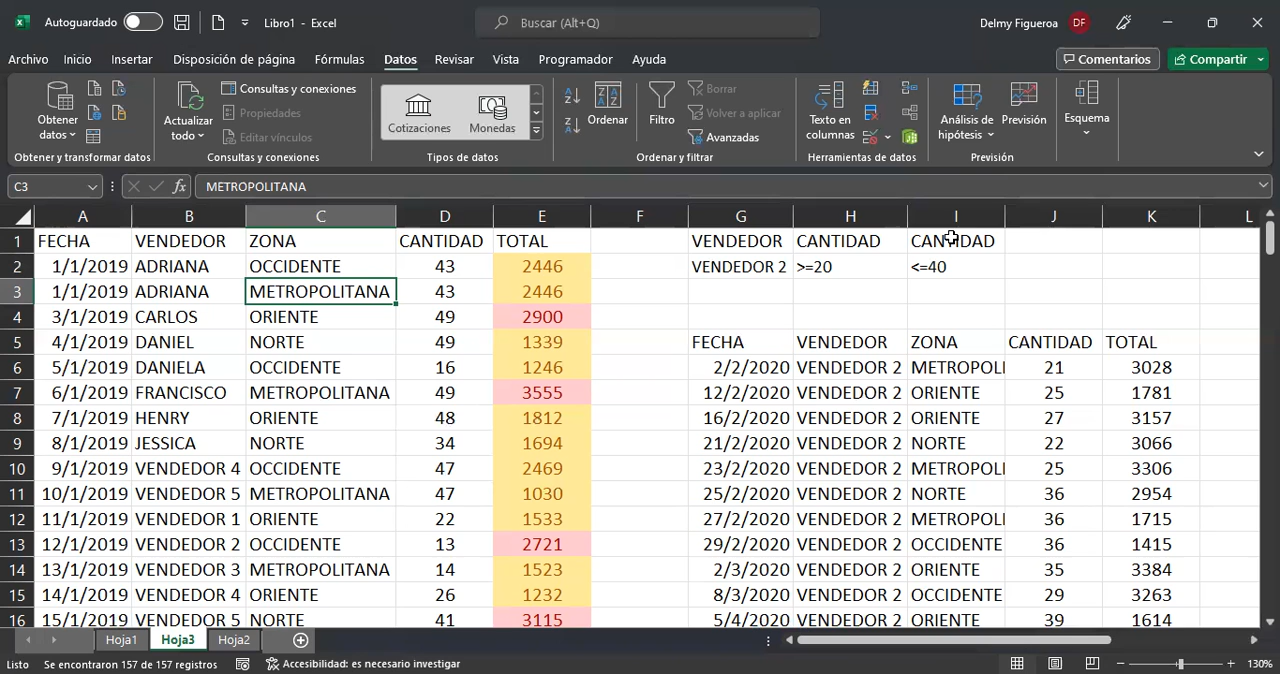 Autoguardado Libro1 - Excel Buscar (Alt+Q) Delmy Figueroa DF
Archivo Inicio Insertar Disposición de página Fórmulas Datos Revisar Vista Programador Ayuda Comentarios Compartir
Obtener datos
Obtener y transformar datos
Actualizar todo
Consultas y conexiones
Propiedades
Editar vínculos
Consultas y conexiones
Cotizaciones Monedas
Tipos de datos
Ordenar
Filtro
Borrar
Volver a aplicar
Avanzadas
Ordenar y filtrar
Texto en columnas
Herramientas de datos
Análisis de hipótesis
Previsión
Previsión
Esquema
C3 fx METROPOLITANA
A B C D E F G H I J K L
1 FECHA VENDEDOR ZONA CANTIDAD TOTAL VENDEDOR CANTIDAD CANTIDAD
2 1/1/2019 ADRIANA OCCIDENTE 43 2446 VENDEDOR 2 >=20 <=40
3 1/1/2019 ADRIANA METROPOLITANA 43 2446
4 3/1/2019 CARLOS ORIENTE 49 2900
5 4/1/2019 DANIEL NORTE 49 1339 FECHA VENDEDOR ZONA CANTIDAD TOTAL
6 5/1/2019 DANIELA OCCIDENTE 16 1246 2/2/2020 VENDEDOR 2 METROPOLI 21 3028
7 6/1/2019 FRANCISCO METROPOLITANA 49 3555 12/2/2020 VENDEDOR 2 ORIENTE 25 1781
8 7/1/2019 HENRY ORIENTE 48 1812 16/2/2020 VENDEDOR 2 ORIENTE 27 3157
9 8/1/2019 JESSICA NORTE 34 1694 21/2/2020 VENDEDOR 2 NORTE 22 3066
10 9/1/2019 VENDEDOR 4 OCCIDENTE 47 2469 23/2/2020 VENDEDOR 2 METROPOLI 25 3306
11 10/1/2019 VENDEDOR 5 METROPOLITANA 47 1030 25/2/2020 VENDEDOR 2 NORTE 36 2954
12 11/1/2019 VENDEDOR 1 ORIENTE 22 1533 27/2/2020 VENDEDOR 2 METROPOLI 36 1715
13 12/1/2019 VENDEDOR 2 OCCIDENTE 13 2721 29/2/2020 VENDEDOR 2 OCCIDENTE 36 1415
14 13/1/2019 VENDEDOR 3 METROPOLITANA 14 1523 2/3/2020 VENDEDOR 2 ORIENTE 35 3384
15 14/1/2019 VENDEDOR 4 ORIENTE 26 1232 8/3/2020 VENDEDOR 2 OCCIDENTE 29 3263
16 15/1/2019 VENDEDOR 5 NORTE 41 3115 5/4/2020 VENDEDOR 2 ORIENTE 39 1614
Hoja1 Hoja3 Hoja2
Listo Se encontraron 157 de 157 registros Accesibilidad: es necesario investigar 130%